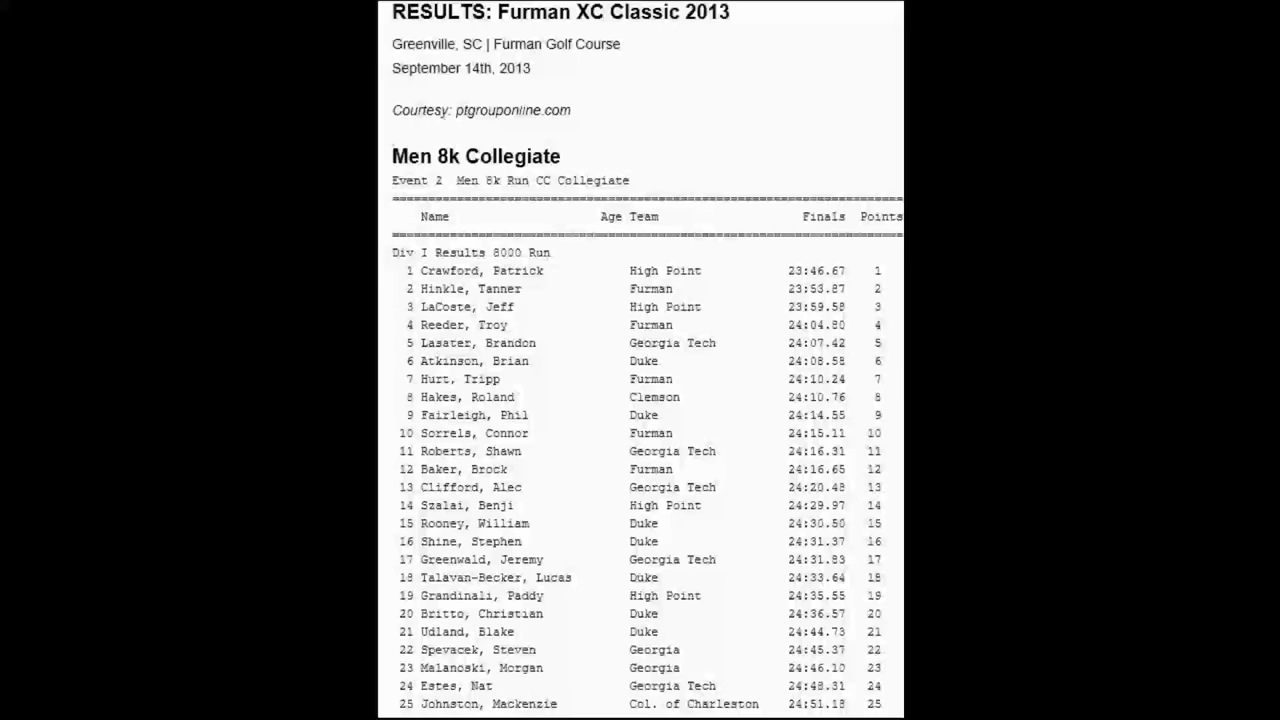 RESULTS: Furman XC Classic 2013
Greenville, SC | Furman Golf Course
September 14th, 2013
Courtesy: ptgrouponline.com
Men 8k Collegiate
Event 2 Men 8k Run CC Collegiate
================================================================
Name Age Team Finals Points
================================================================
Div I Results 8000 Run
1 Crawford, Patrick High Point 23:46.67 1
2 Hinkle, Tanner Furman 23:53.87 2
3 LaCoste, Jeff High Point 23:59.58 3
4 Reeder, Troy Furman 24:04.80 4
5 Lasater, Brandon Georgia Tech 24:07.42 5
6 Atkinson, Brian Duke 24:08.58 6
7 Hurt, Tripp Furman 24:10.24 7
8 Hakes, Roland Clemson 24:10.76 8
9 Fairleigh, Phil Duke 24:14.55 9
10 Sorrels, Connor Furman 24:15.11 10
11 Roberts, Shawn Georgia Tech 24:16.31 11
12 Baker, Brock Furman 24:16.65 12
13 Clifford, Alec Georgia Tech 24:20.48 13
14 Szalai, Benji High Point 24:29.97 14
15 Rooney, William Duke 24:30.50 15
16 Shine, Stephen Duke 24:31.37 16
17 Greenwald, Jeremy Georgia Tech 24:31.83 17
18 Talavan-Becker, Lucas Duke 24:33.64 18
19 Grandinali, Paddy High Point 24:35.55 19
20 Britto, Christian Duke 24:36.57 20
21 Udland, Blake Duke 24:44.73 21
22 Spevacek, Steven Georgia 24:45.37 22
23 Malanoski, Morgan Georgia 24:46.10 23
24 Estes, Nat Georgia Tech 24:48.31 24
25 Johnston, Mackenzie Col. of Charleston 24:51.18 25